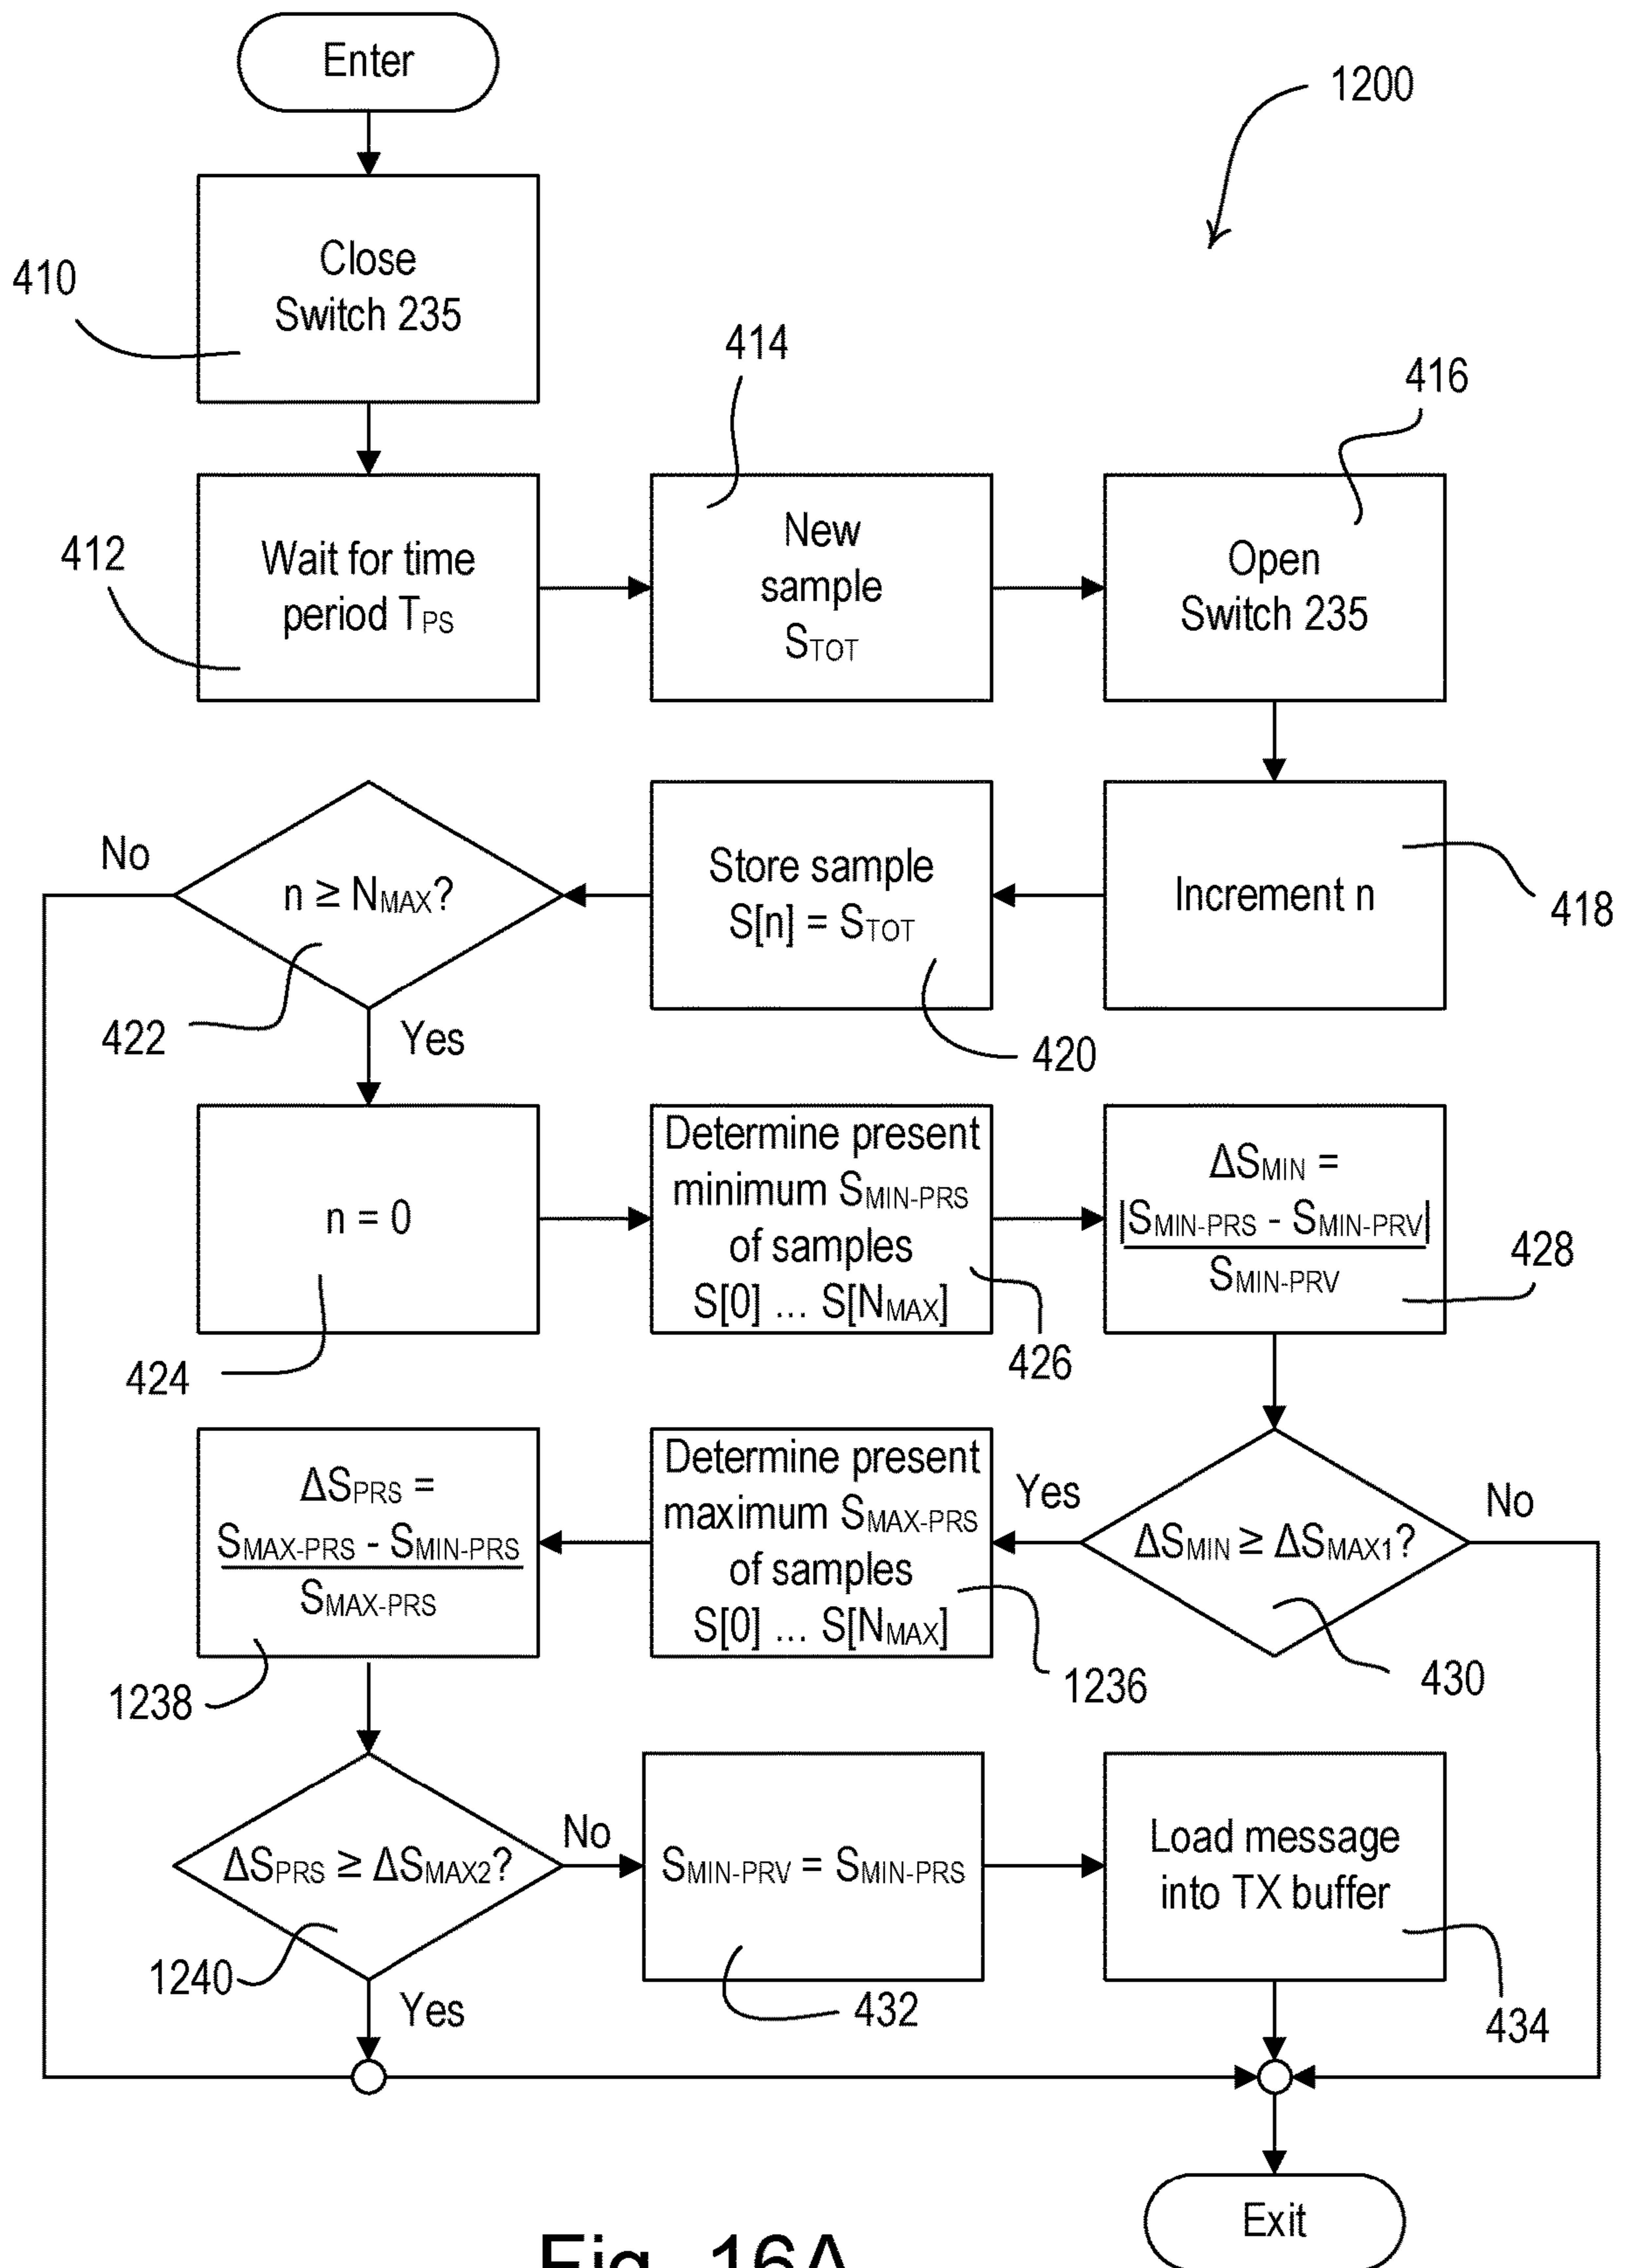 Enter
1200
Close
Switch 235
410
414
416
Wait for time
period TPS
412
New
sample
STOT
Open
Switch 235
No
n ≥ NMAX?
422
Yes
Store sample
S[n] = STOT
420
Increment n
418
n = 0
424
Determine present
minimum SMIN-PRS
of samples
S[0] ... S[NMAX]
426
ΔSMIN =
|SMIN-PRS - SMIN-PRV|
SMIN-PRV
428
ΔSPRS =
SMAX-PRS - SMIN-PRS
SMAX-PRS
1238
Determine present
maximum SMAX-PRS
of samples
S[0] ... S[NMAX]
1236
Yes
ΔSMIN ≥ ΔSMAX1?
No
430
ΔSPRS ≥ ΔSMAX2?
No
1240
Yes
SMIN-PRV = SMIN-PRS
432
Load message
into TX buffer
434
Exit
Fig. 16A